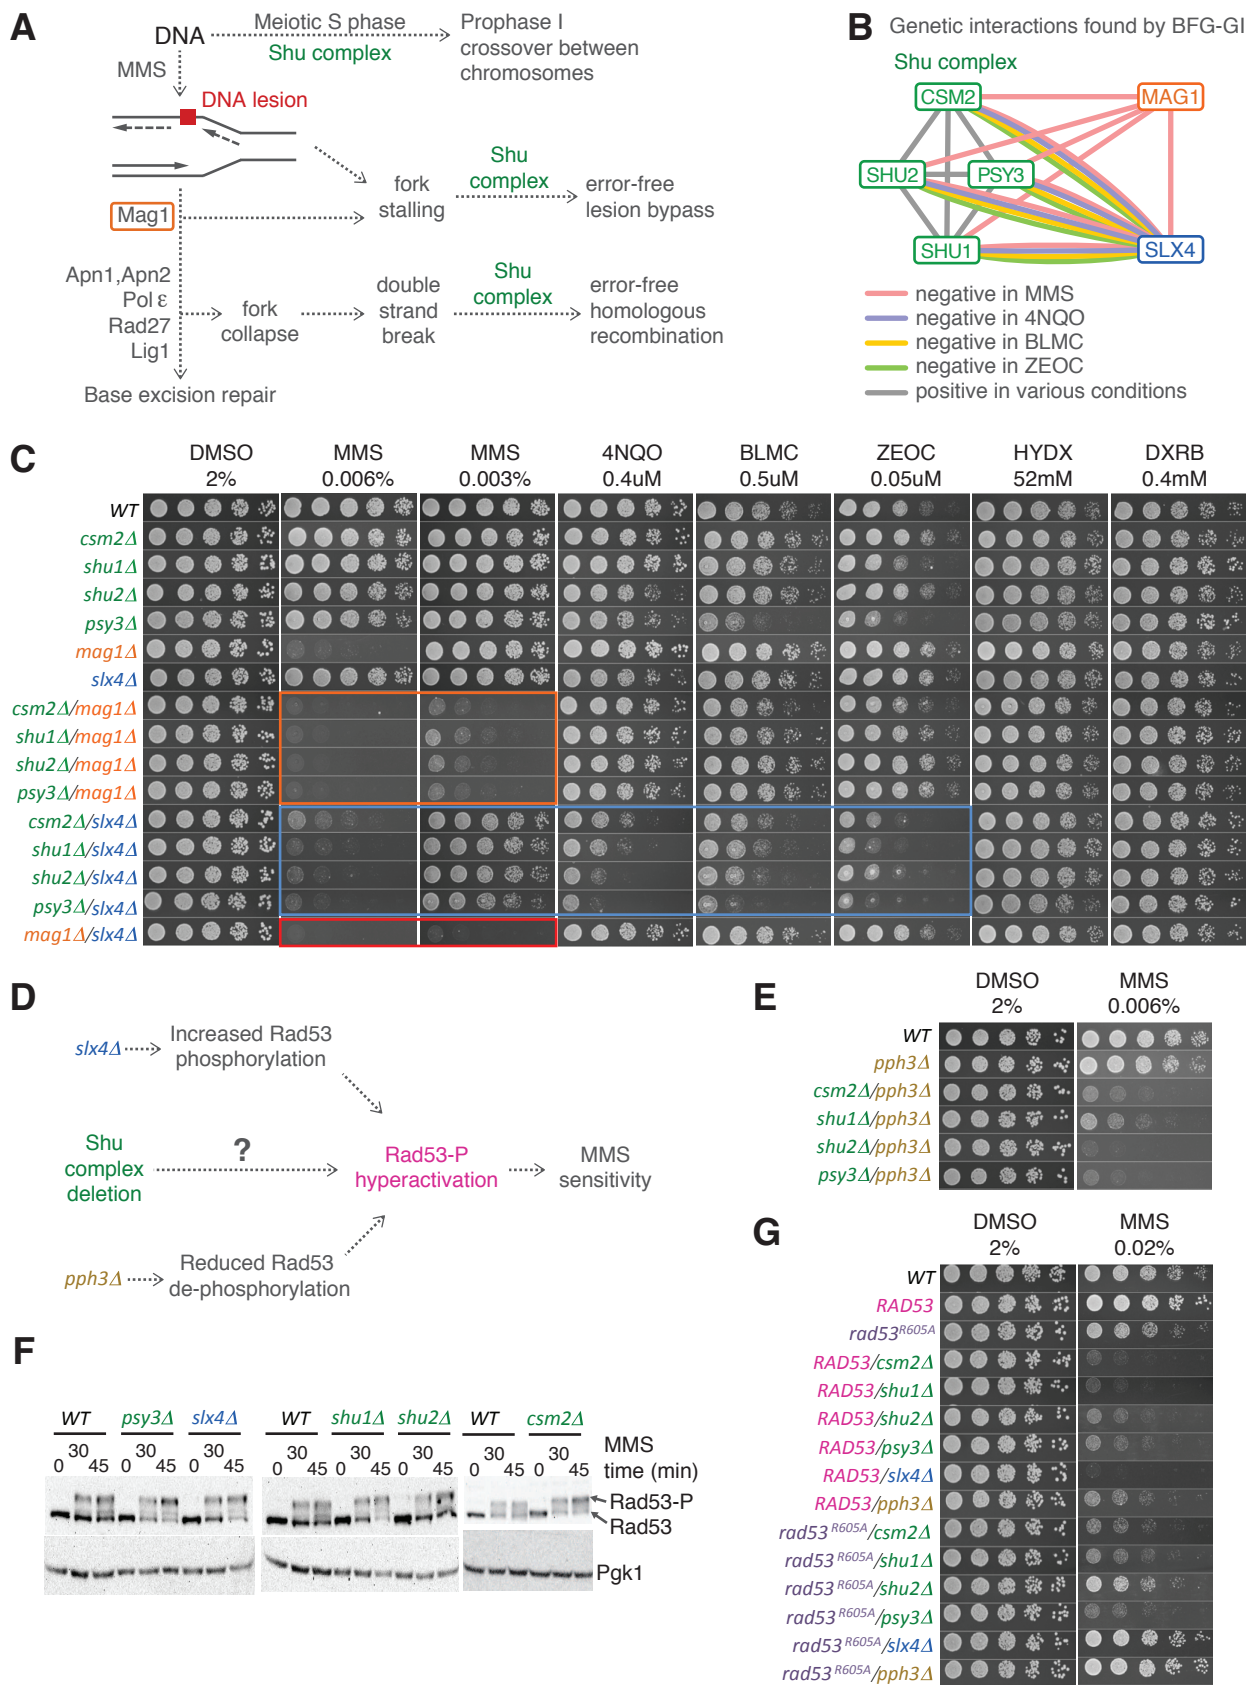 A
DNA
Meiotic S phase
Shu complex
Prophase I
crossover between
chromosomes
MMS
DNA lesion
Mag1
fork
stalling
Shu
complex
error-free
lesion bypass
Apn1,Apn2
Pol ε
Rad27
Lig1
fork
collapse
double
strand
break
Shu
complex
error-free
homologous
recombination
Base excision repair
B
Genetic interactions found by BFG-GI
Shu complex
CSM2
MAG1
SHU2
PSY3
SHU1
SLX4
negative in MMS
negative in 4NQO
negative in BLMC
negative in ZEOC
positive in various conditions
C
DMSO
2%
MMS
0.006%
MMS
0.003%
4NQO
0.4uM
BLMC
0.5uM
ZEOC
0.05uM
HYDX
52mM
DXRB
0.4mM
WT
csm2Δ
shu1Δ
shu2Δ
psy3Δ
mag1Δ
slx4Δ
csm2Δ/mag1Δ
shu1Δ/mag1Δ
shu2Δ/mag1Δ
psy3Δ/mag1Δ
csm2Δ/slx4Δ
shu1Δ/slx4Δ
shu2Δ/slx4Δ
psy3Δ/slx4Δ
mag1Δ/slx4Δ
D
slx4Δ
Increased Rad53
phosphorylation
Shu
complex
deletion
?
Rad53-P
hyperactivation
MMS
sensitivity
pph3Δ
Reduced Rad53
de-phosphorylation
E
DMSO
2%
MMS
0.006%
WT
pph3Δ
csm2Δ/pph3Δ
shu1Δ/pph3Δ
shu2Δ/pph3Δ
psy3Δ/pph3Δ
F
WT psy3Δ slx4Δ WT shu1Δ shu2Δ WT csm2Δ
30 30 30 30 30 30 30 30 MMS
0 45 0 45 0 45 0 45 0 45 0 45 0 45 0 45 time (min)
Rad53-P
Rad53
Pgk1
G
DMSO
2%
MMS
0.02%
WT
RAD53
rad53R605A
RAD53/csm2Δ
RAD53/shu1Δ
RAD53/shu2Δ
RAD53/psy3Δ
RAD53/slx4Δ
RAD53/pph3Δ
rad53R605A/csm2Δ
rad53R605A/shu1Δ
rad53R605A/shu2Δ
rad53R605A/psy3Δ
rad53R605A/slx4Δ
rad53R605A/pph3Δ